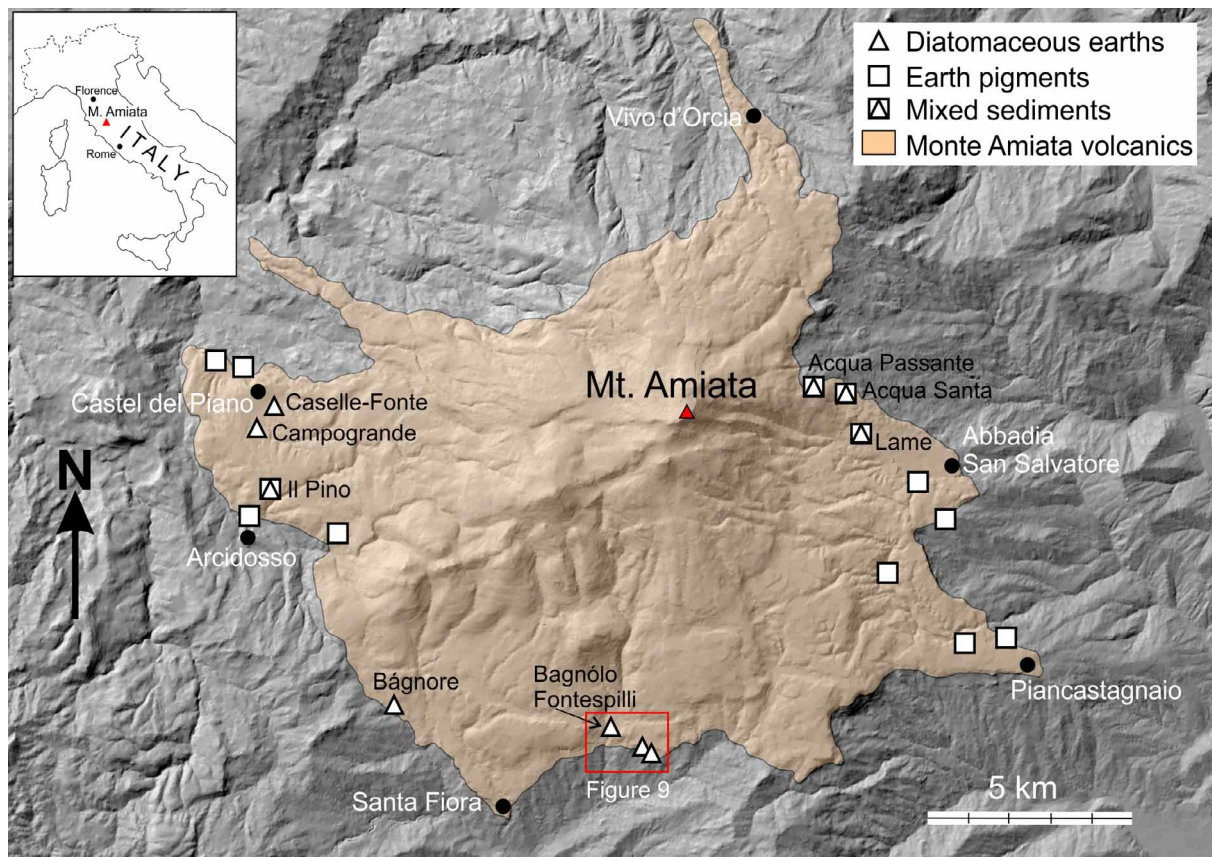 Florence
M. Amiata
ITALY
Rome
Diatomaceous earths
Earth pigments
Mixed sediments
Monte Amiata volcanics
Vivo d'Orcia
Acqua Passante
Mt. Amiata
Acqua Santa
Castel del Piano
Caselle-Fonte
Campogrande
Lame
Abbadia
San Salvatore
N
Il Pino
Arcidosso
Bágnore
Bagnólo
Fontespilli
Piancastagnaio
Figure 9
Santa Fiora
5 km